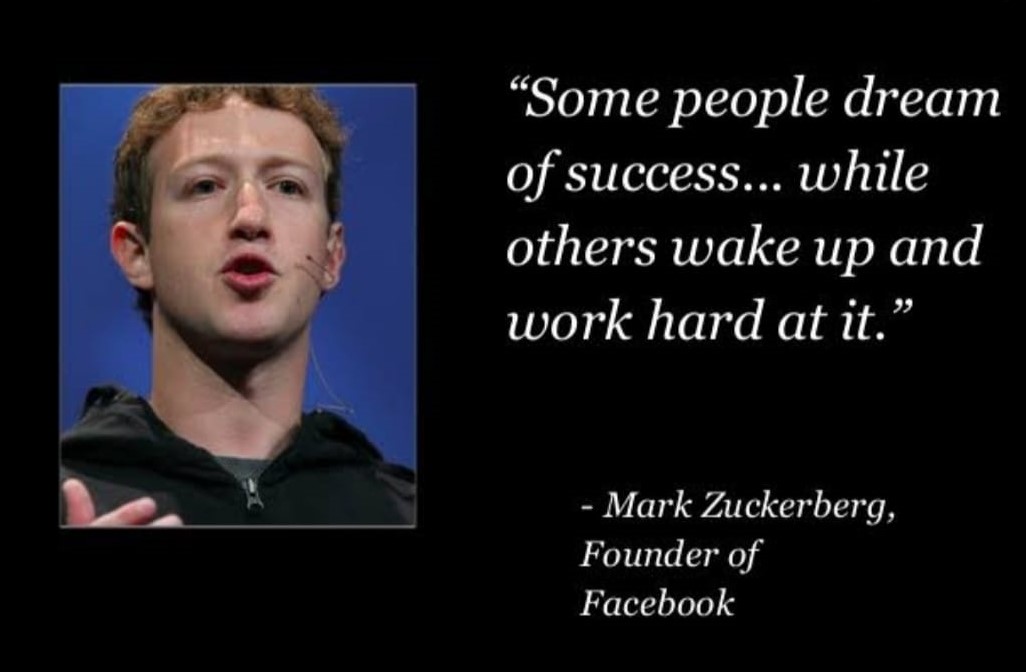 “Some people dream
of success... while
others wake up and
work hard at it.”
- Mark Zuckerberg,
Founder of
Facebook